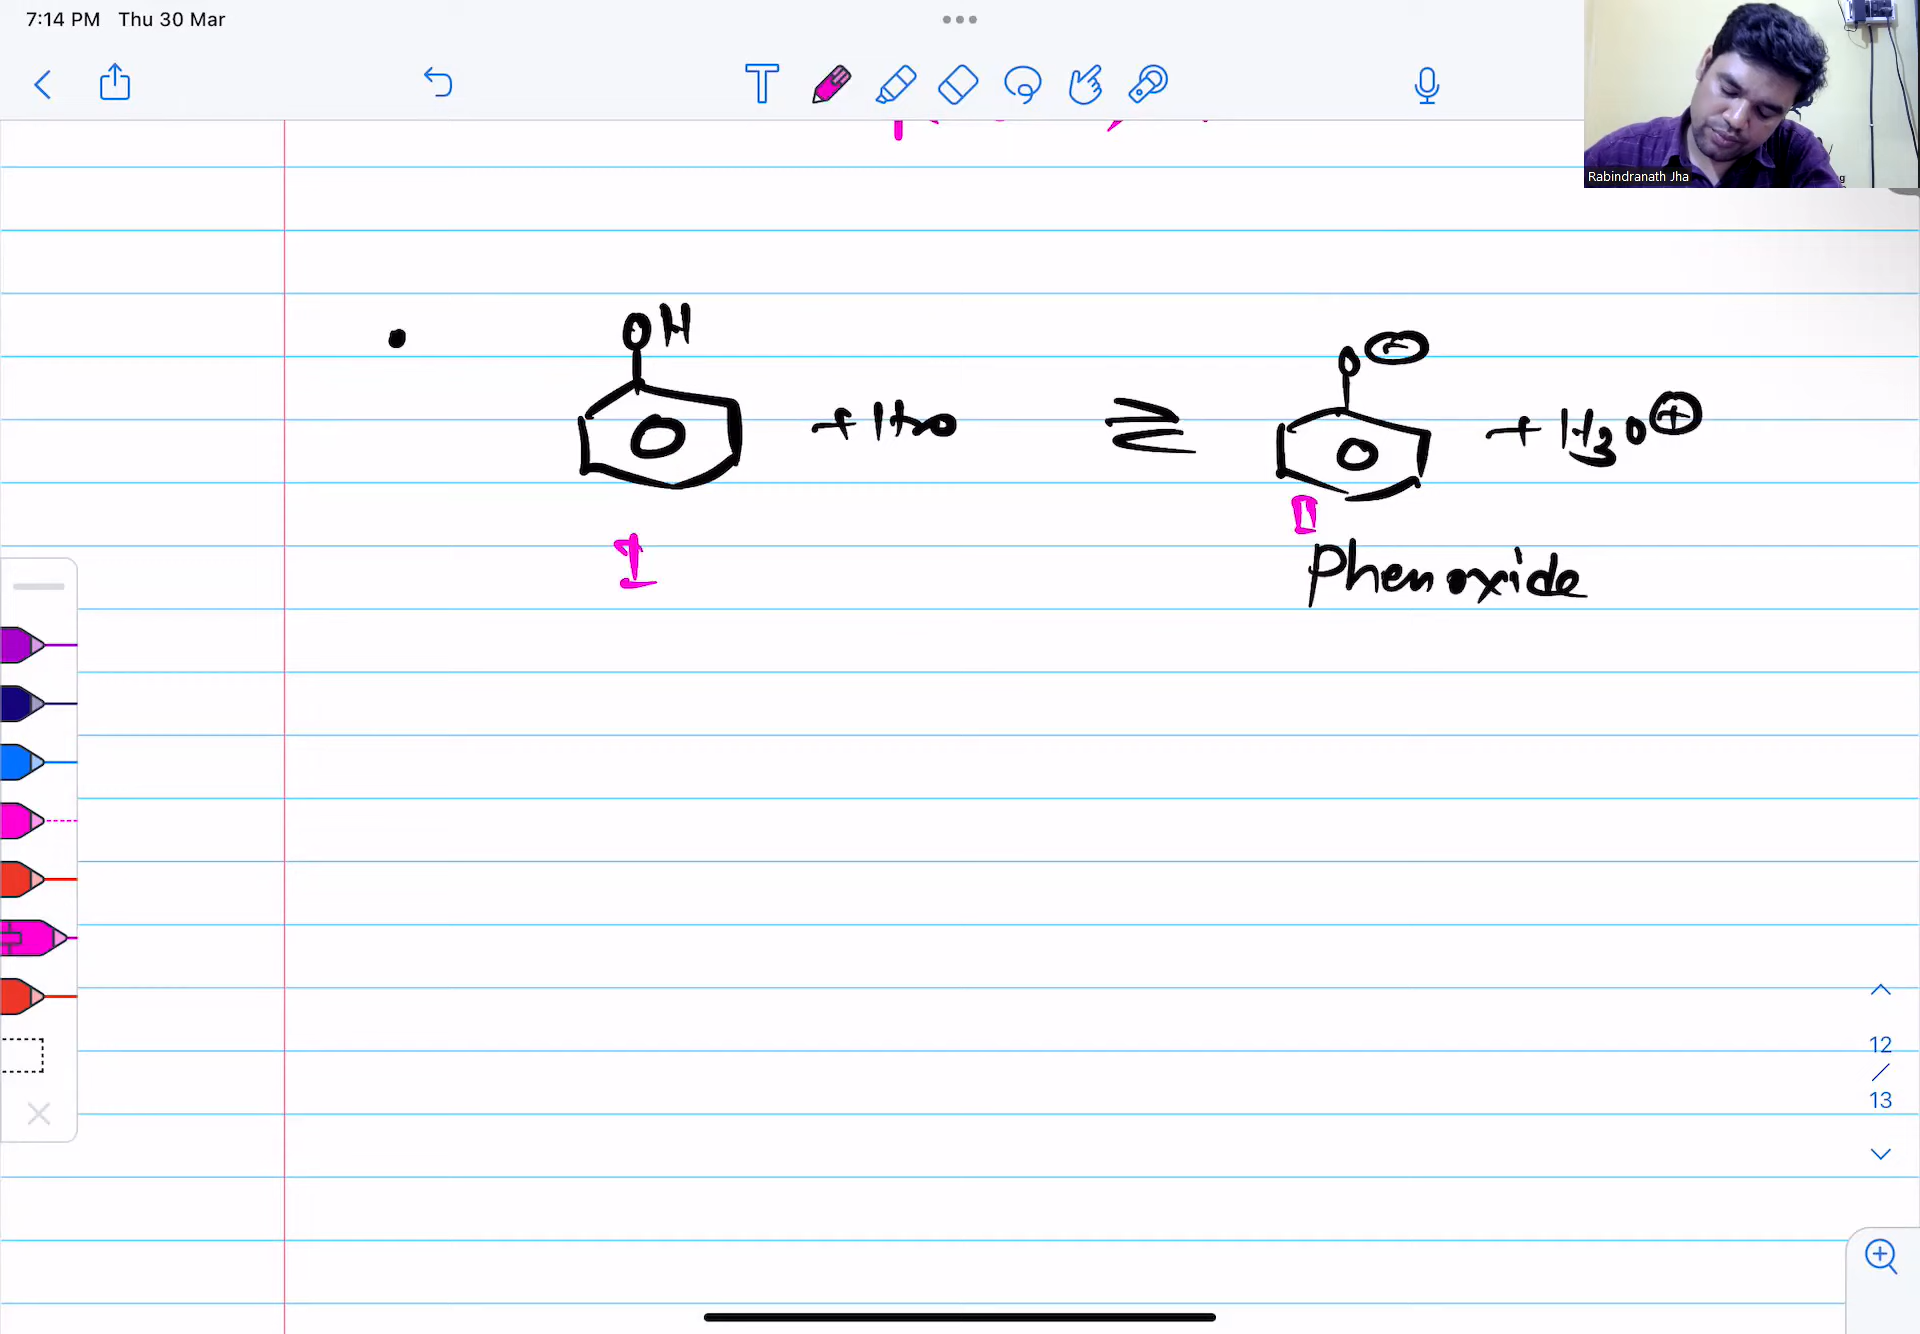 7:14 PM Thu 30 Mar
Rabindranath Jha
OH
+ H2O ⇌
O⊖
+ H3O⊕
I
II
Phenoxide
12
/
13